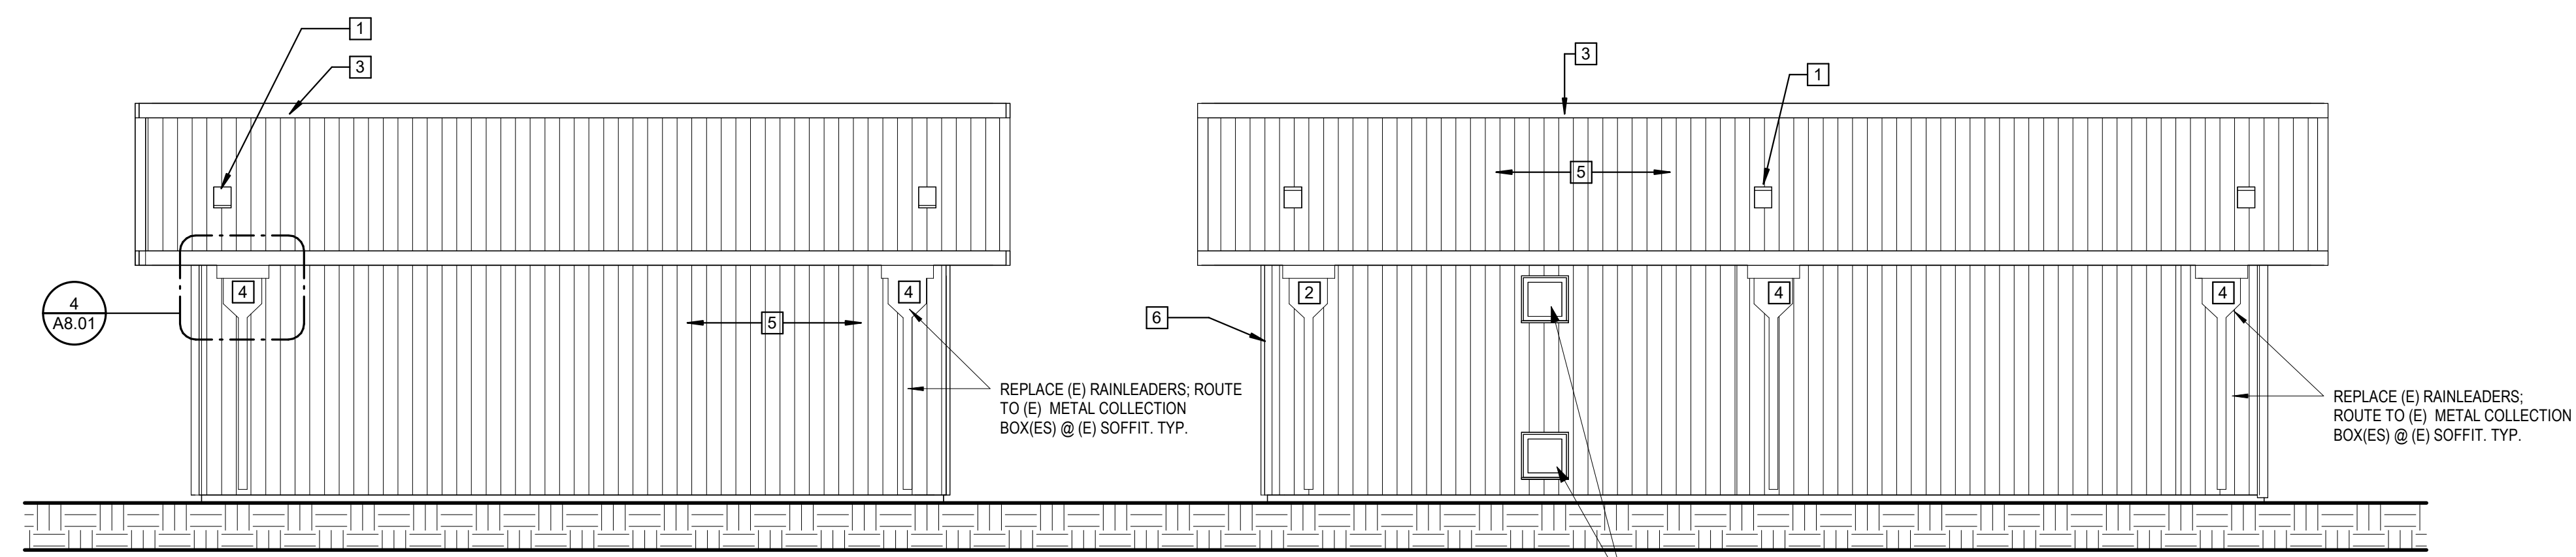 1
3
3
1
5
4
A8.01
4
4
5
6
2
4
4
REPLACE (E) RAINLEADERS; ROUTE
TO (E) METAL COLLECTION
BOX(ES) @ (E) SOFFIT. TYP.
REPLACE (E) RAINLEADERS;
ROUTE TO (E) METAL COLLECTION
BOX(ES) @ (E) SOFFIT. TYP.